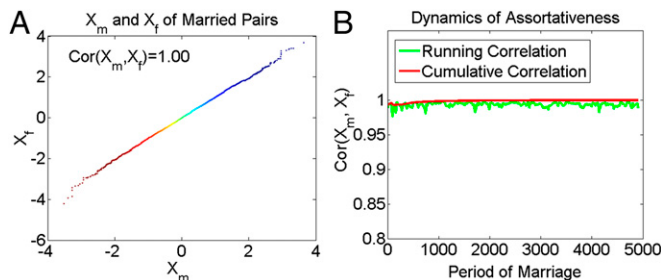 A
X_m and X_f of Married Pairs
Cor(X_m,X_f)=1.00
4
2
0
-2
-4
-6
X_f
-4
-2
0
2
4
X_m
B
Dynamics of Assortativeness
Running Correlation
Cumulative Correlation
1
0.95
0.9
0.85
0.8
Cor(X_m, X_f)
0
1000
2000
3000
4000
5000
Period of Marriage